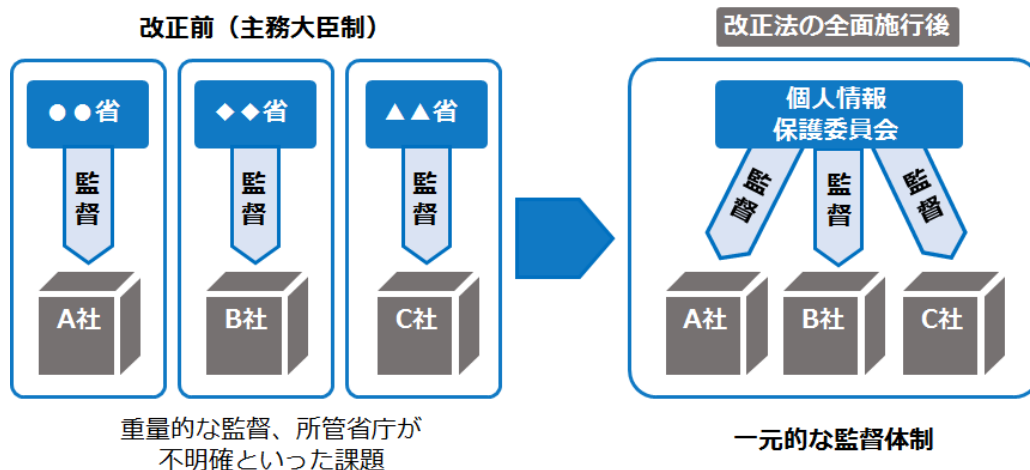 改正前（主務大臣制）
●●省
◆◆省
▲▲省
監督
監督
監督
A社
B社
C社
重量的な監督、所管省庁が
不明確といった課題
改正法の全面施行後
個人情報
保護委員会
監督
監督
監督
A社
B社
C社
一元的な監督体制